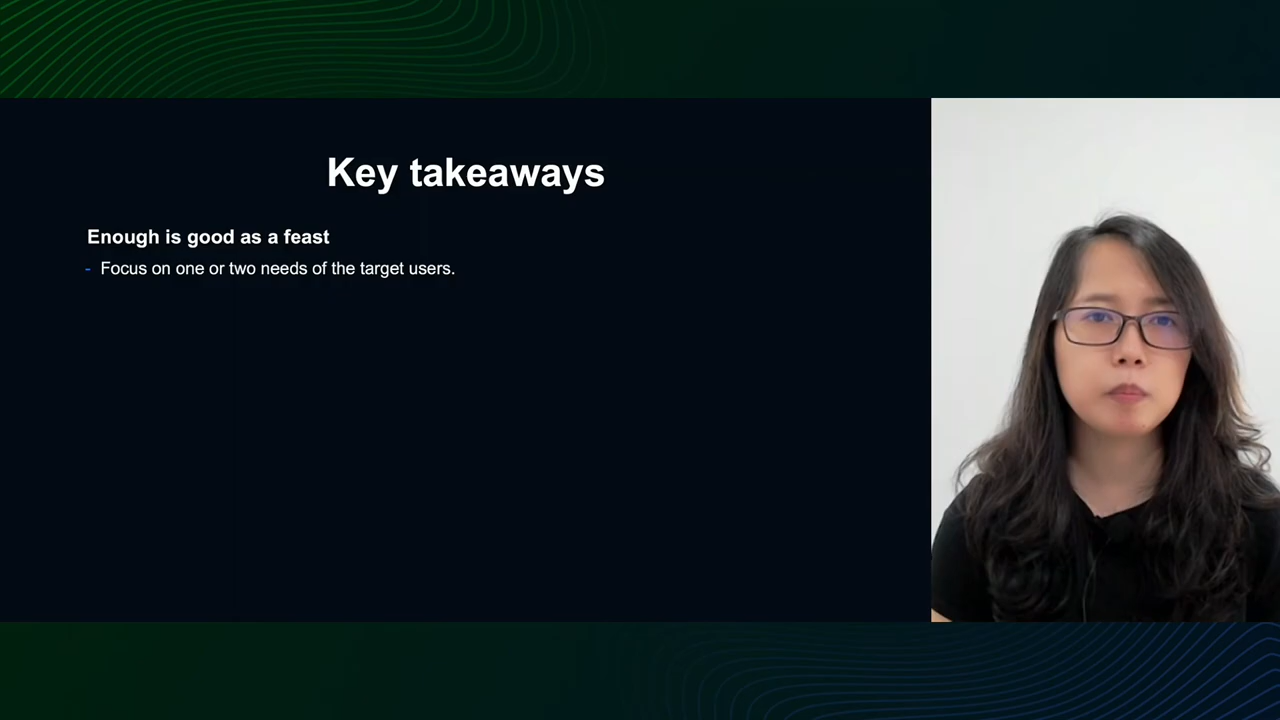 Key takeaways
Enough is good as a feast
- Focus on one or two needs of the target users.